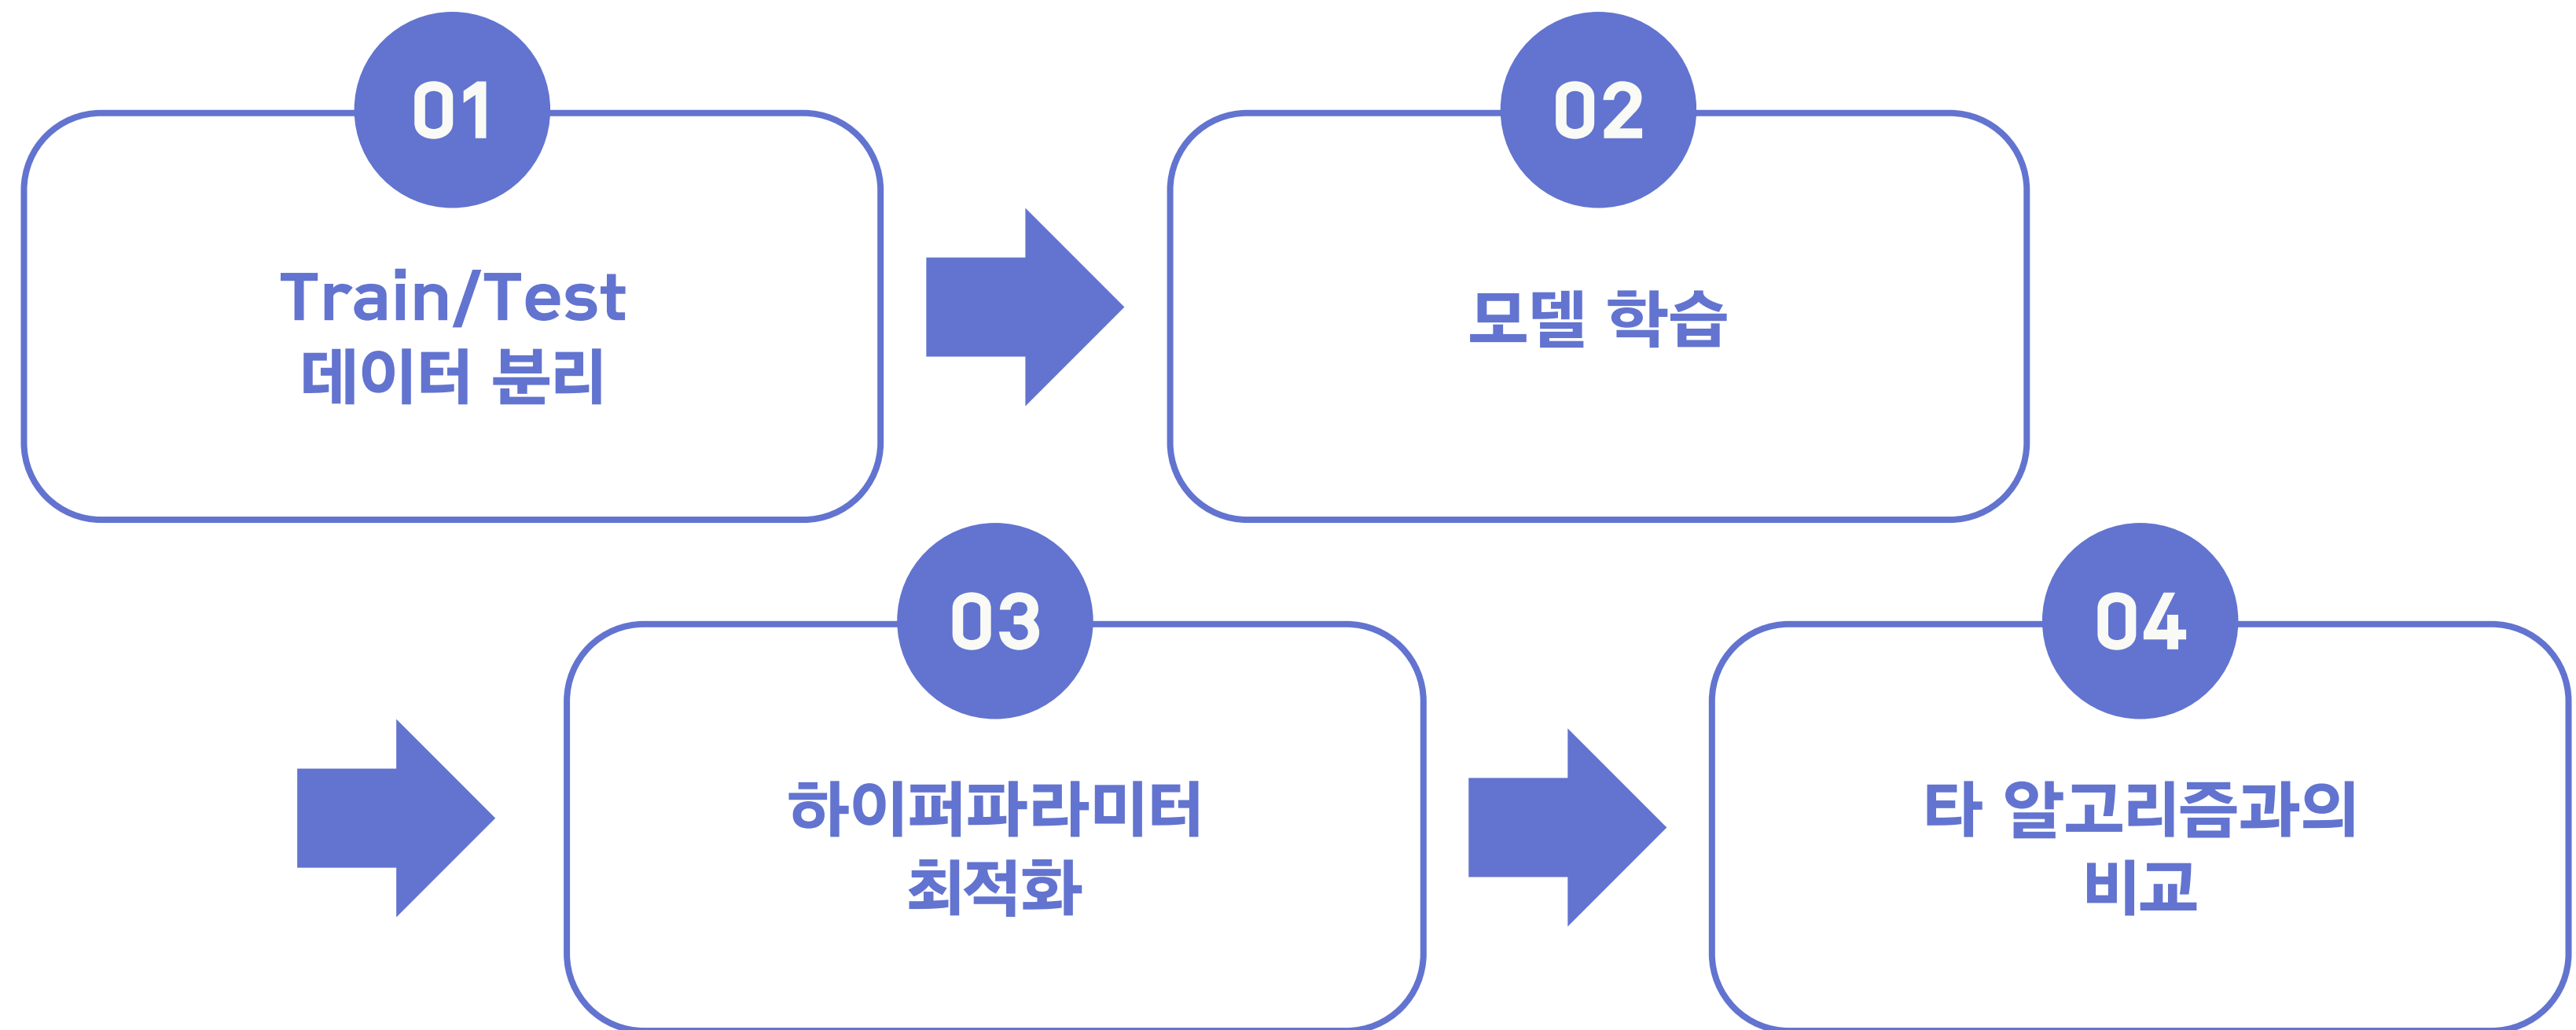 01
Train/Test
데이터 분리
02
모델 학습
03
하이퍼파라미터
최적화
04
타 알고리즘과의
비교